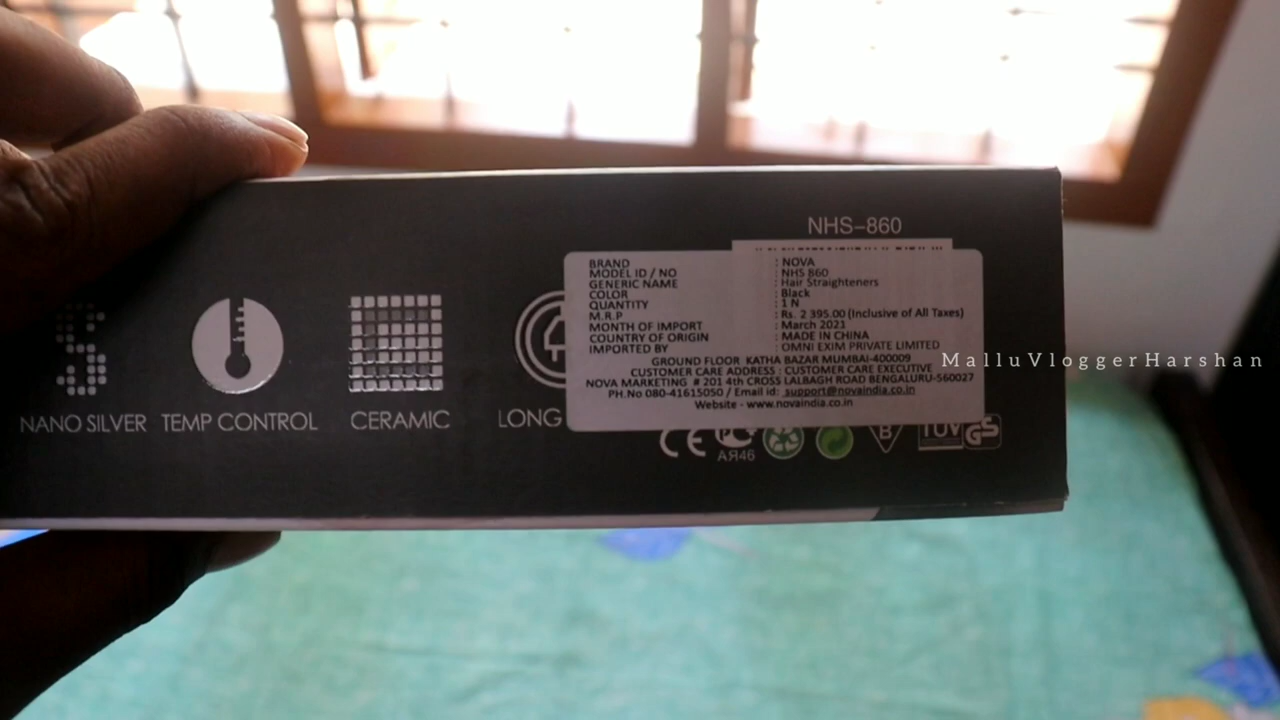 NHS-860
BRAND : NOVA
MODEL ID / NO : NHS 860
GENERIC NAME : Hair Straighteners
COLOR : Black
QUANTITY : 1 N
M.R.P : Rs. 2 395.00 (Inclusive of All Taxes)
MONTH OF IMPORT : March 2021
COUNTRY OF ORIGIN : MADE IN CHINA
IMPORTED BY : OMNI EXIM PRIVATE LIMITED
GROUND FLOOR KATHA BAZAR MUMBAI-400009
CUSTOMER CARE ADDRESS : CUSTOMER CARE EXECUTIVE
NOVA MARKETING # 201 4th CROSS LALBAGH ROAD BENGALURU-560027
PH.No 080-41615050 / Email id: support@novaindia.co.in
Website - www.novaindia.co.in
MalluVloggerHarshan
NANO SILVER TEMP CONTROL CERAMIC LONG
CE PC B TUV GS
АЯ46